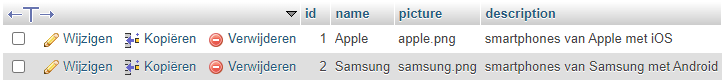 ←T→ id name picture description
Wijzigen Kopiëren Verwijderen 1 Apple apple.png smartphones van Apple met iOS
Wijzigen Kopiëren Verwijderen 2 Samsung samsung.png smartphones van Samsung met Android